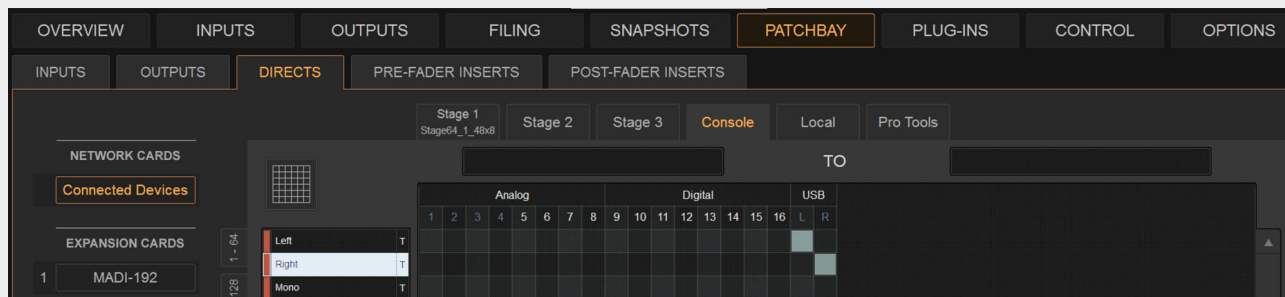 OVERVIEW INPUTS OUTPUTS FILING SNAPSHOTS PATCHBAY PLUG-INS CONTROL OPTIONS
INPUTS OUTPUTS DIRECTS PRE-FADER INSERTS POST-FADER INSERTS
Stage 1 Stage 2 Stage 3 Console Local Pro Tools
Stage64_1_48x8
NETWORK CARDS
TO
Connected Devices
Analog Digital USB
1 2 3 4 5 6 7 8 9 10 11 12 13 14 15 16 L R
EXPANSION CARDS
1 - 64
Left T
Right T
1 MADI-192
128
Mono T